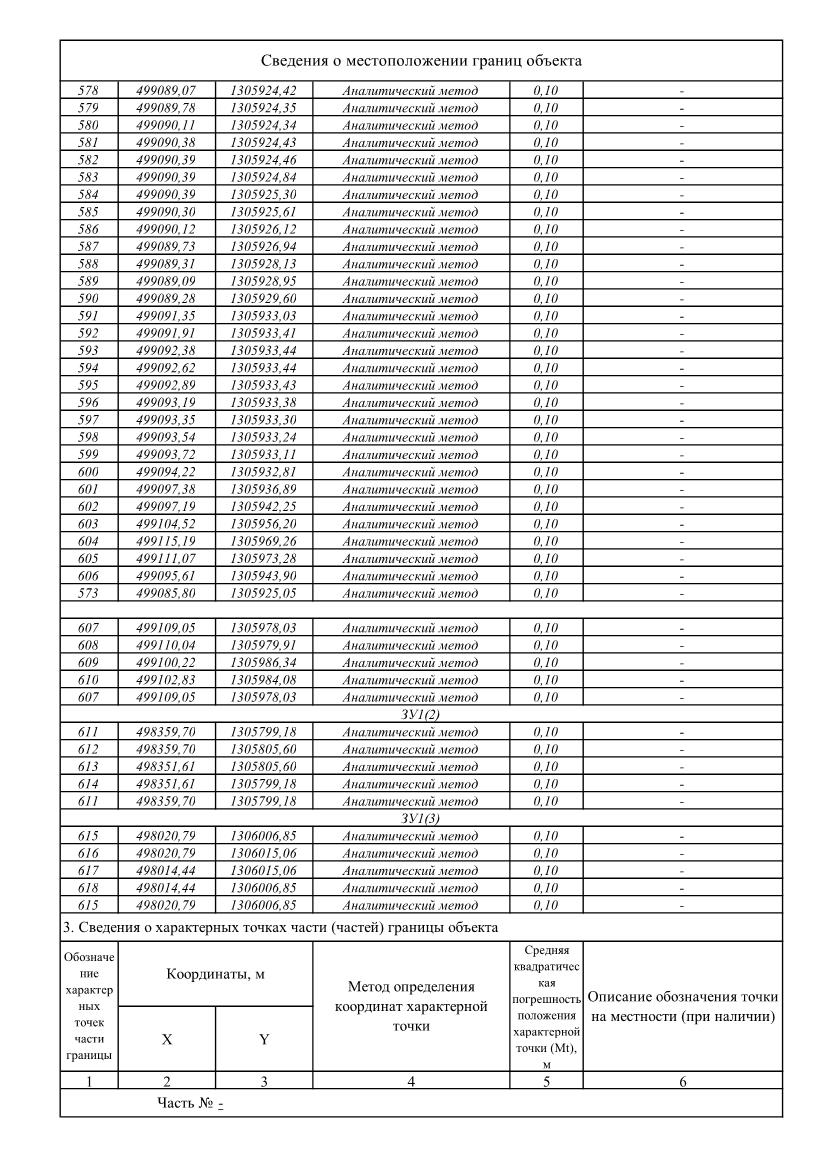 Сведения о местоположении границ объекта
578 499089,07 1305924,42 Аналитический метод 0,10 -
579 499089,78 1305924,35 Аналитический метод 0,10 -
580 499090,11 1305924,34 Аналитический метод 0,10 -
581 499090,38 1305924,43 Аналитический метод 0,10 -
582 499090,39 1305924,46 Аналитический метод 0,10 -
583 499090,39 1305924,84 Аналитический метод 0,10 -
584 499090,39 1305925,30 Аналитический метод 0,10 -
585 499090,30 1305925,61 Аналитический метод 0,10 -
586 499090,12 1305926,12 Аналитический метод 0,10 -
587 499089,73 1305926,94 Аналитический метод 0,10 -
588 499089,31 1305928,13 Аналитический метод 0,10 -
589 499089,09 1305928,95 Аналитический метод 0,10 -
590 499089,28 1305929,60 Аналитический метод 0,10 -
591 499091,35 1305933,03 Аналитический метод 0,10 -
592 499091,91 1305933,41 Аналитический метод 0,10 -
593 499092,38 1305933,44 Аналитический метод 0,10 -
594 499092,62 1305933,44 Аналитический метод 0,10 -
595 499092,89 1305933,43 Аналитический метод 0,10 -
596 499093,19 1305933,38 Аналитический метод 0,10 -
597 499093,35 1305933,30 Аналитический метод 0,10 -
598 499093,54 1305933,24 Аналитический метод 0,10 -
599 499093,72 1305933,11 Аналитический метод 0,10 -
600 499094,22 1305932,81 Аналитический метод 0,10 -
601 499097,38 1305936,89 Аналитический метод 0,10 -
602 499097,19 1305942,25 Аналитический метод 0,10 -
603 499104,52 1305956,20 Аналитический метод 0,10 -
604 499115,19 1305969,26 Аналитический метод 0,10 -
605 499111,07 1305973,28 Аналитический метод 0,10 -
606 499095,61 1305943,90 Аналитический метод 0,10 -
573 499085,80 1305925,05 Аналитический метод 0,10 -
607 499109,05 1305978,03 Аналитический метод 0,10 -
608 499110,04 1305979,91 Аналитический метод 0,10 -
609 499100,22 1305986,34 Аналитический метод 0,10 -
610 499102,83 1305984,08 Аналитический метод 0,10 -
607 499109,05 1305978,03 Аналитический метод 0,10 -
ЗУ1(2)
611 498359,70 1305799,18 Аналитический метод 0,10 -
612 498359,70 1305805,60 Аналитический метод 0,10 -
613 498351,61 1305805,60 Аналитический метод 0,10 -
614 498351,61 1305799,18 Аналитический метод 0,10 -
611 498359,70 1305799,18 Аналитический метод 0,10 -
ЗУ1(3)
615 498020,79 1306006,85 Аналитический метод 0,10 -
616 498020,79 1306015,06 Аналитический метод 0,10 -
617 498014,44 1306015,06 Аналитический метод 0,10 -
618 498014,44 1306006,85 Аналитический метод 0,10 -
615 498020,79 1306006,85 Аналитический метод 0,10 -
3. Сведения о характерных точках части (частей) границы объекта
Обозначе
ние
характер
ных
точек
части
границы
Координаты, м
X Y
Метод определения
координат характерной
точки
Средняя
квадратичес
кая
погрешность
положения
характерной
точки (Mt),
м
Описание обозначения точки
на местности (при наличии)
1 2 3 4 5 6
Часть № -